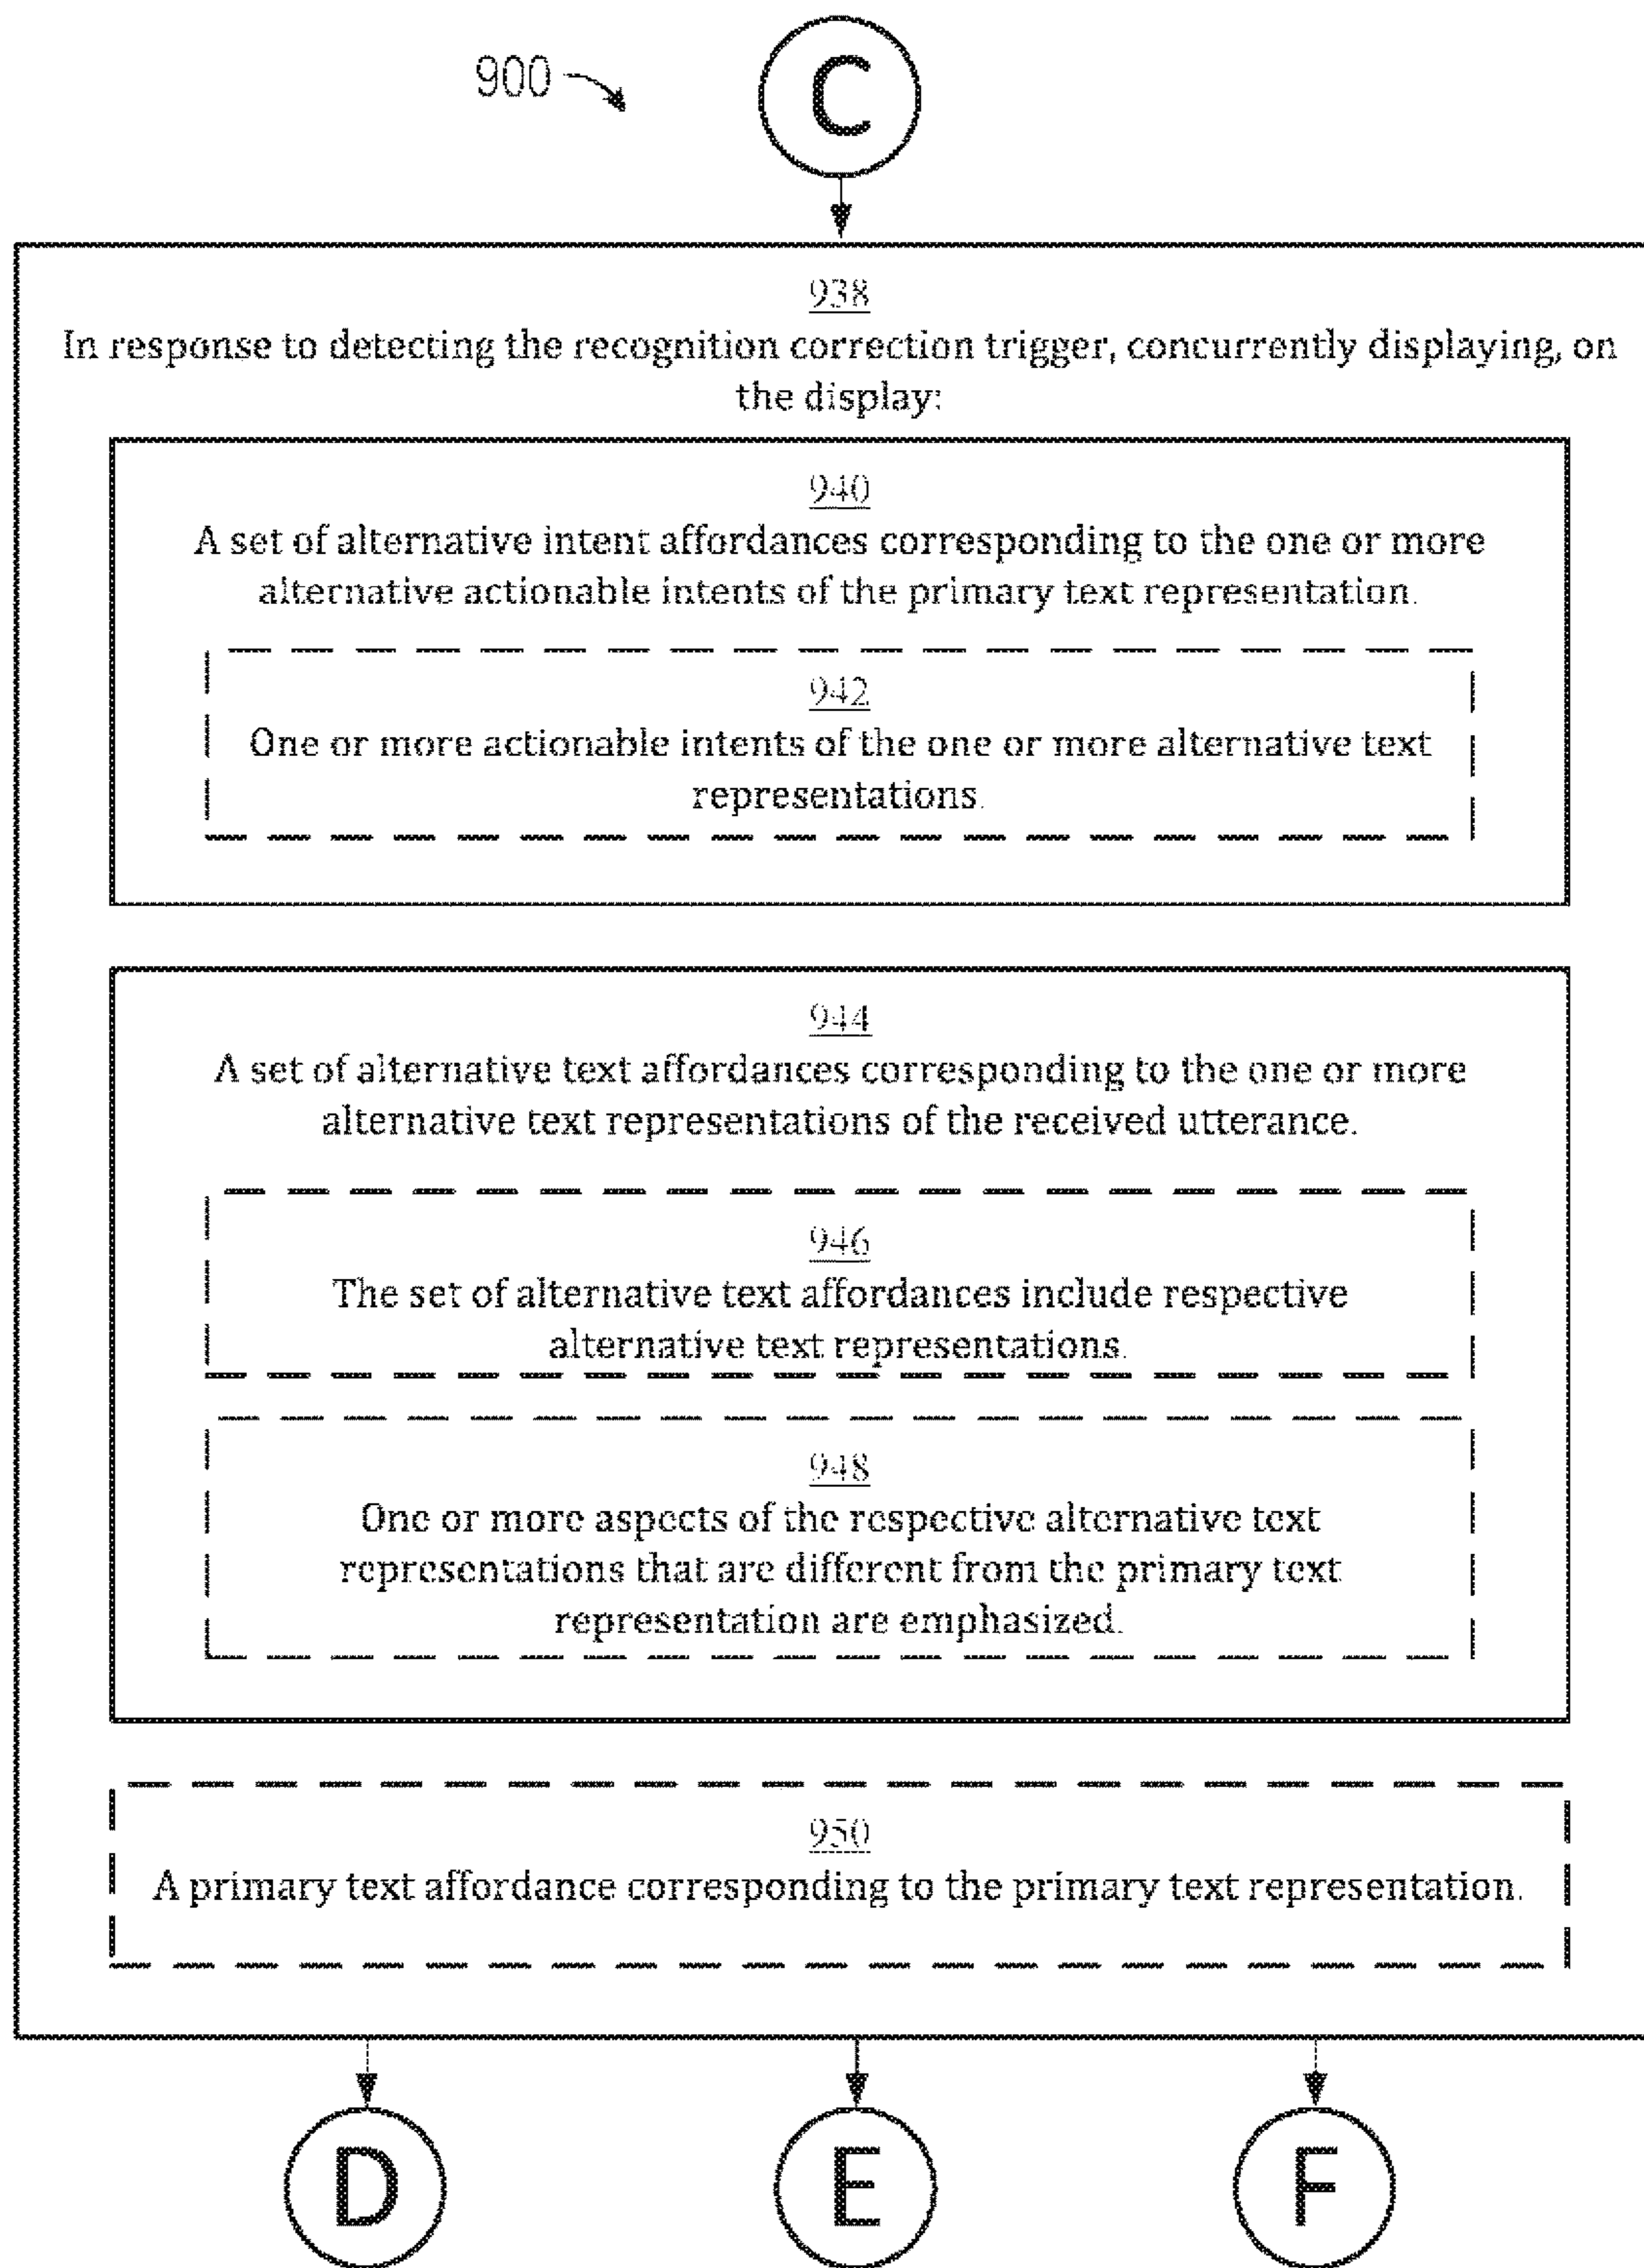 900
C
938
In response to detecting the recognition correction trigger, concurrently displaying, on
the display:
940
A set of alternative intent affordances corresponding to the one or more
alternative actionable intents of the primary text representation.
942
One or more actionable intents of the one or more alternative text
representations.
944
A set of alternative text affordances corresponding to the one or more
alternative text representations of the received utterance.
946
The set of alternative text affordances include respective
alternative text representations.
948
One or more aspects of the respective alternative text
representations that are different from the primary text
representation are emphasized.
950
A primary text affordance corresponding to the primary text representation.
D
E
F